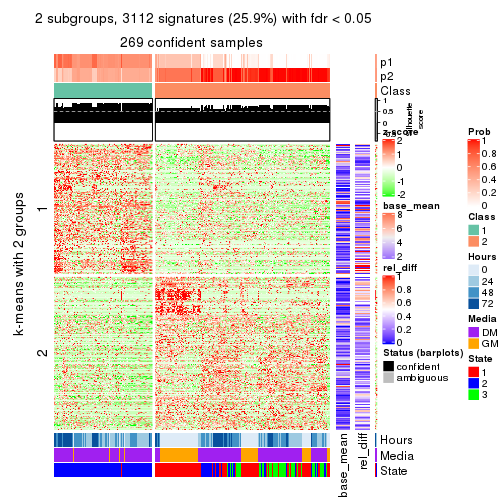 2 subgroups, 3112 signatures (25.9%) with fdr < 0.05
269 confident samples
p1
p2
Class
1
0.5
0
silhouette
score
k-means with 2 groups
1
2
Hours
Media
State
base_mean
rel_diff
z-score
2
1
0
-1
-2
base_mean
8
6
4
2
rel_diff
1
0.8
0.6
0.4
0.2
0
Status (barplots)
confident
ambiguous
Prob
1
0.8
0.6
0.4
0.2
0
Class
1
2
Hours
0
24
48
72
Media
DM
GM
State
1
2
3